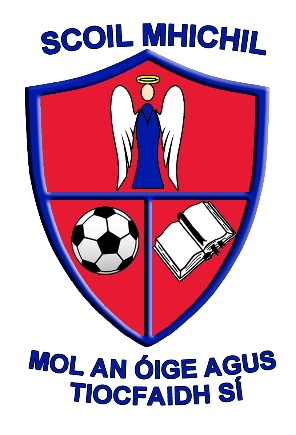 SCOIL MHICHIL
MOL AN ÓIGE AGUS
TIOCFAIDH SÍ